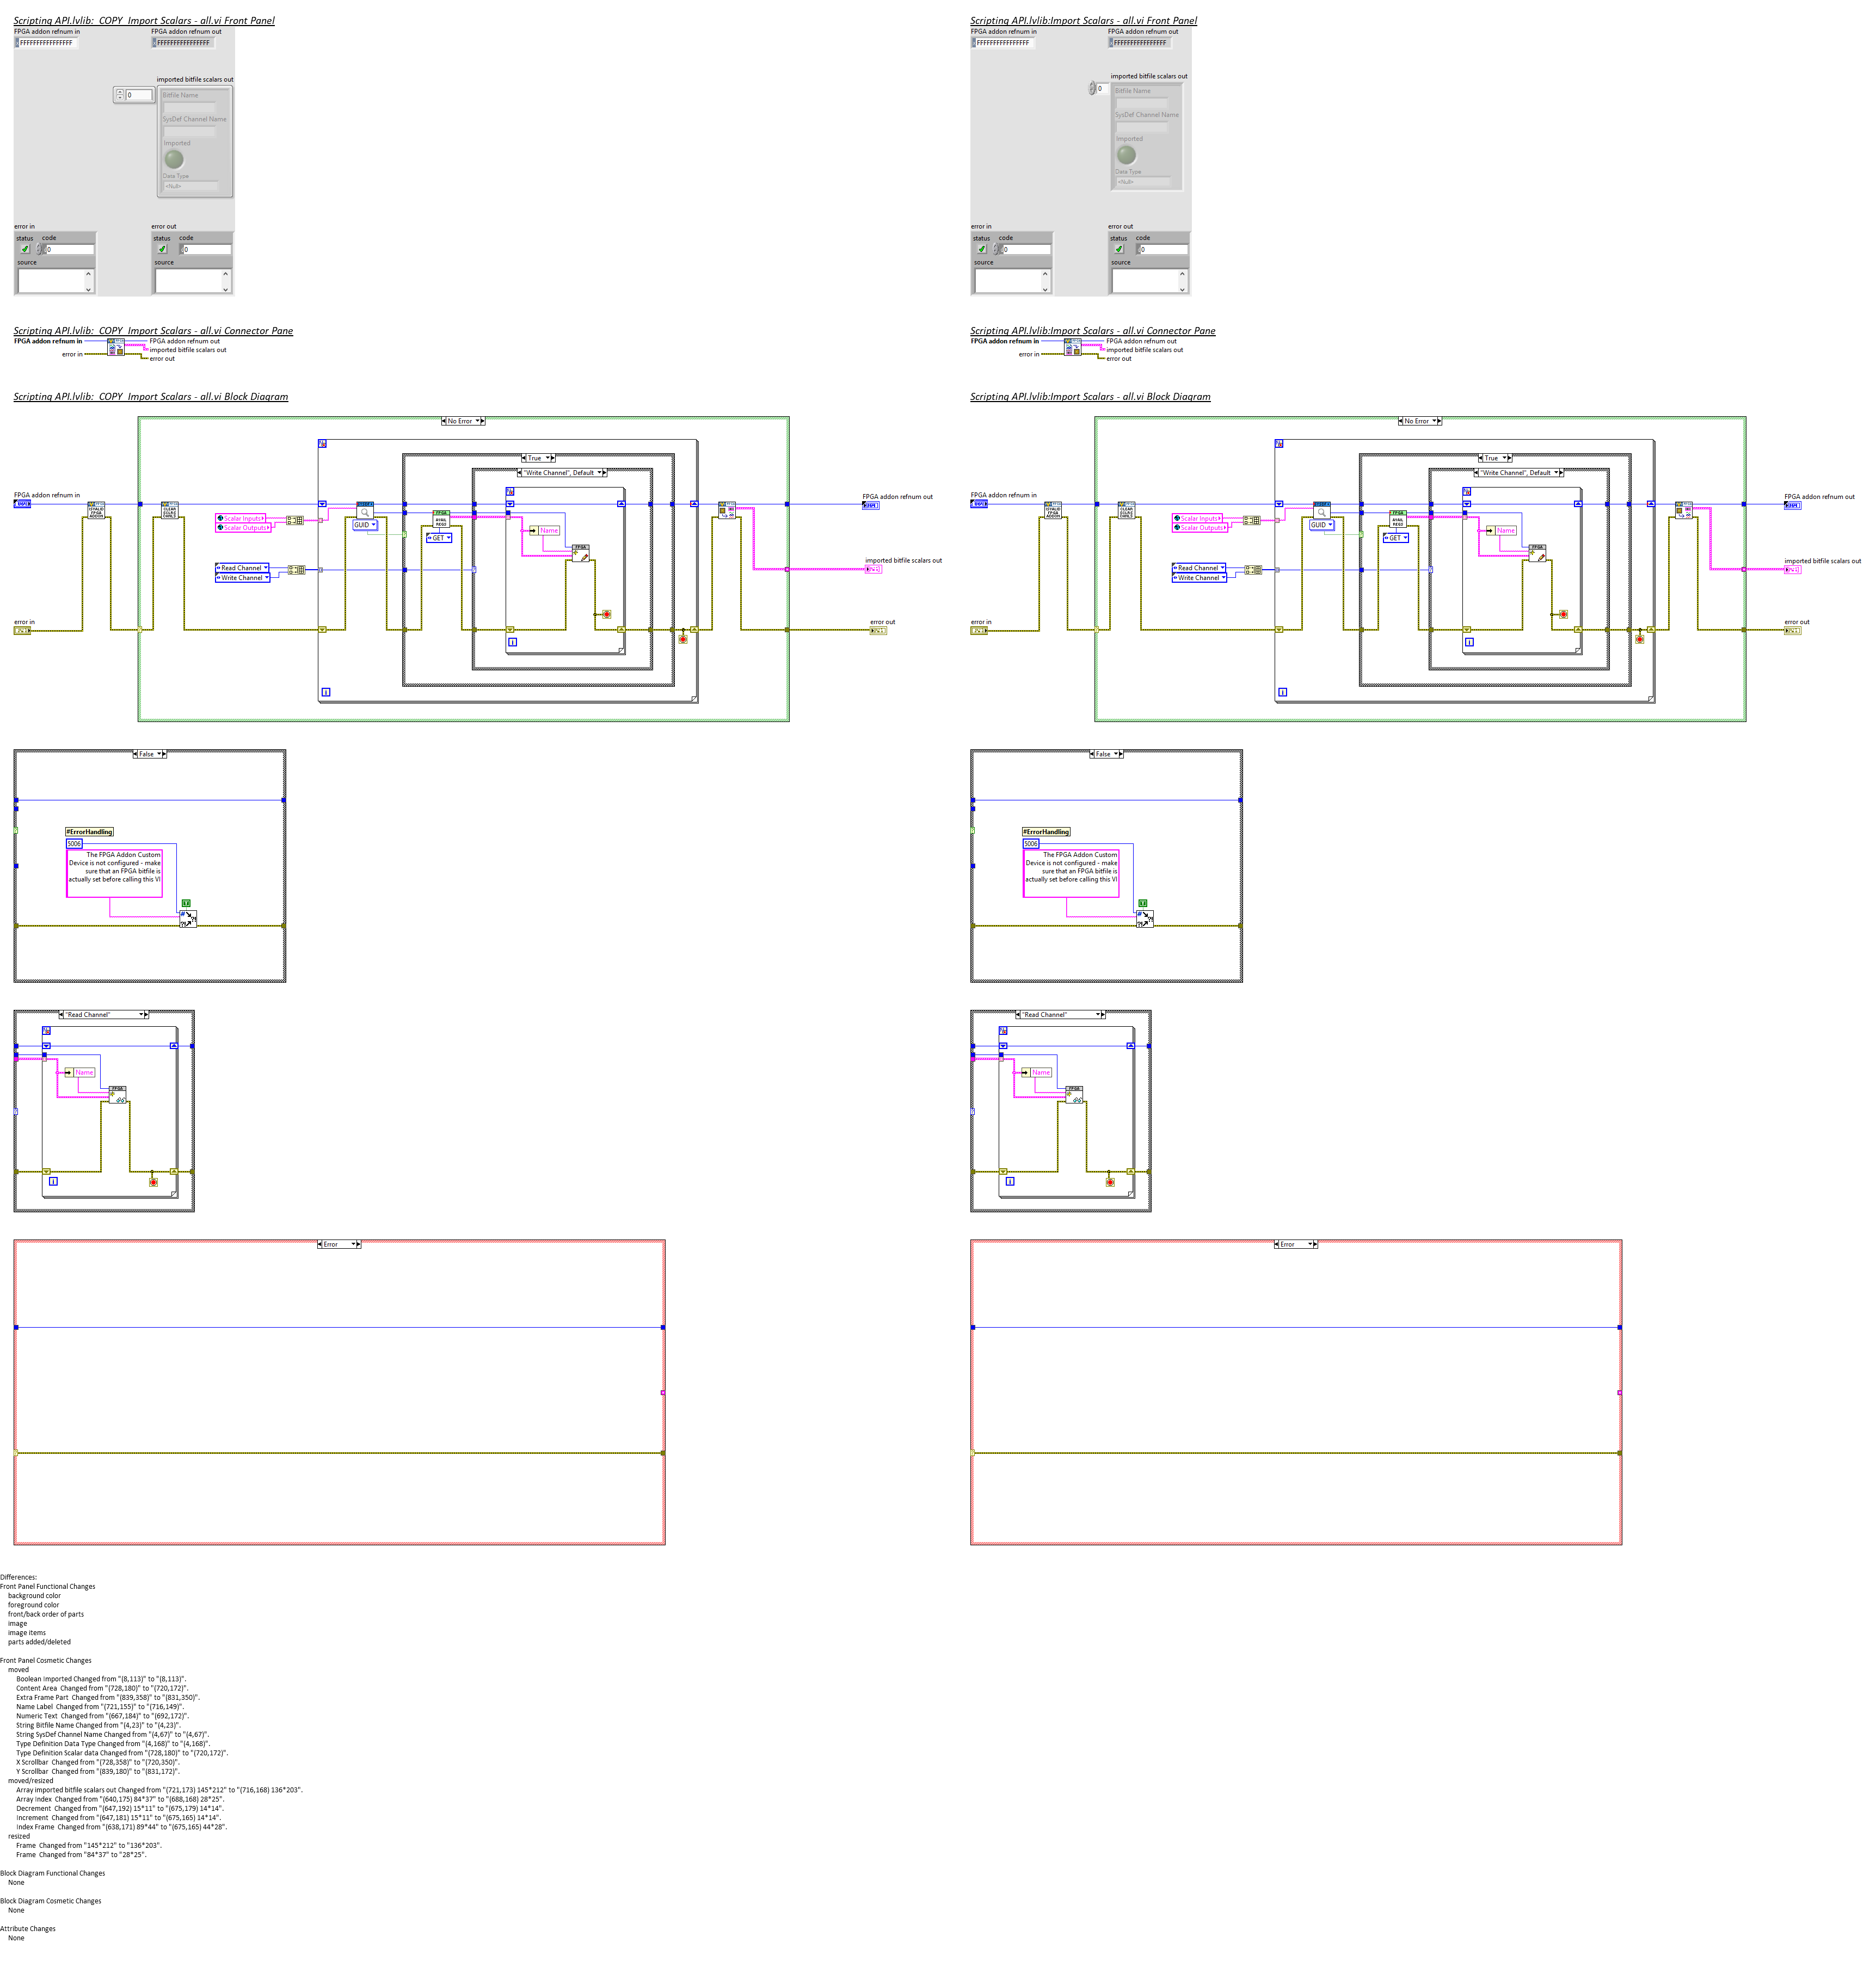 Scripting API.lvlib:_COPY_Import Scalars - all.vi Front Panel
FPGA addon refnum in
FPGA addon refnum out
FFFFFFFFFFFFFFFF
FFFFFFFFFFFFFFFF
imported bitfile scalars out
0
Bitfile Name
SysDef Channel Name
Imported
Data Type
<Null>
error in
error out
status code
status code
0
0
source
source
Scripting API.lvlib:Import Scalars - all.vi Front Panel
FPGA addon refnum in
FPGA addon refnum out
FFFFFFFFFFFFFFFF
FFFFFFFFFFFFFFFF
imported bitfile scalars out
0
Bitfile Name
SysDef Channel Name
Imported
Data Type
<Null>
error in
error out
status code
status code
0
0
source
source
Scripting API.lvlib:_COPY_Import Scalars - all.vi Connector Pane
FPGA addon refnum in
FPGA addon refnum out
imported bitfile scalars out
error in
error out
Scripting API.lvlib:Import Scalars - all.vi Connector Pane
FPGA addon refnum in
FPGA addon refnum out
imported bitfile scalars out
error in
error out
Scripting API.lvlib:_COPY_Import Scalars - all.vi Block Diagram
No Error
True
"Write Channel", Default
FPGA addon refnum in
FPGA addon refnum out
Scalar Inputs
Scalar Outputs
GUID
GET
Name
Read Channel
Write Channel
imported bitfile scalars out
error in
error out
i
i
Scripting API.lvlib:Import Scalars - all.vi Block Diagram
No Error
True
"Write Channel", Default
FPGA addon refnum in
FPGA addon refnum out
Scalar Inputs
Scalar Outputs
GUID
GET
Name
Read Channel
Write Channel
imported bitfile scalars out
error in
error out
i
i
False
#ErrorHandling
5006
The FPGA Addon Custom
Device is not configured - make
sure that an FPGA bitfile is
actually set before calling this VI
False
#ErrorHandling
5006
The FPGA Addon Custom
Device is not configured - make
sure that an FPGA bitfile is
actually set before calling this VI
"Read Channel"
Name
i
"Read Channel"
Name
i
Error
Error
Differences:
Front Panel Functional Changes
background color
foreground color
front/back order of parts
image
image items
parts added/deleted
Front Panel Cosmetic Changes
moved
Boolean Imported Changed from "(8,113)" to "(8,113)".
Content Area  Changed from "(728,180)" to "(720,172)".
Extra Frame Part  Changed from "(839,358)" to "(831,350)".
Name Label  Changed from "(721,155)" to "(716,149)".
Numeric Text  Changed from "(667,184)" to "(692,172)".
String Bitfile Name Changed from "(4,23)" to "(4,23)".
String SysDef Channel Name Changed from "(4,67)" to "(4,67)".
Type Definition Data Type Changed from "(4,168)" to "(4,168)".
Type Definition Scalar data Changed from "(728,180)" to "(720,172)".
X Scrollbar  Changed from "(728,358)" to "(720,350)".
Y Scrollbar  Changed from "(839,180)" to "(831,172)".
moved/resized
Array imported bitfile scalars out Changed from "(721,173) 145*212" to "(716,168) 136*203".
Array Index  Changed from "(640,175) 84*37" to "(688,168) 28*25".
Decrement  Changed from "(647,192) 15*11" to "(675,179) 14*14".
Increment  Changed from "(647,181) 15*11" to "(675,165) 14*14".
Index Frame  Changed from "(638,171) 89*44" to "(675,165) 44*28".
resized
Frame  Changed from "145*212" to "136*203".
Frame  Changed from "84*37" to "28*25".
Block Diagram Functional Changes
None
Block Diagram Cosmetic Changes
None
Attribute Changes
None